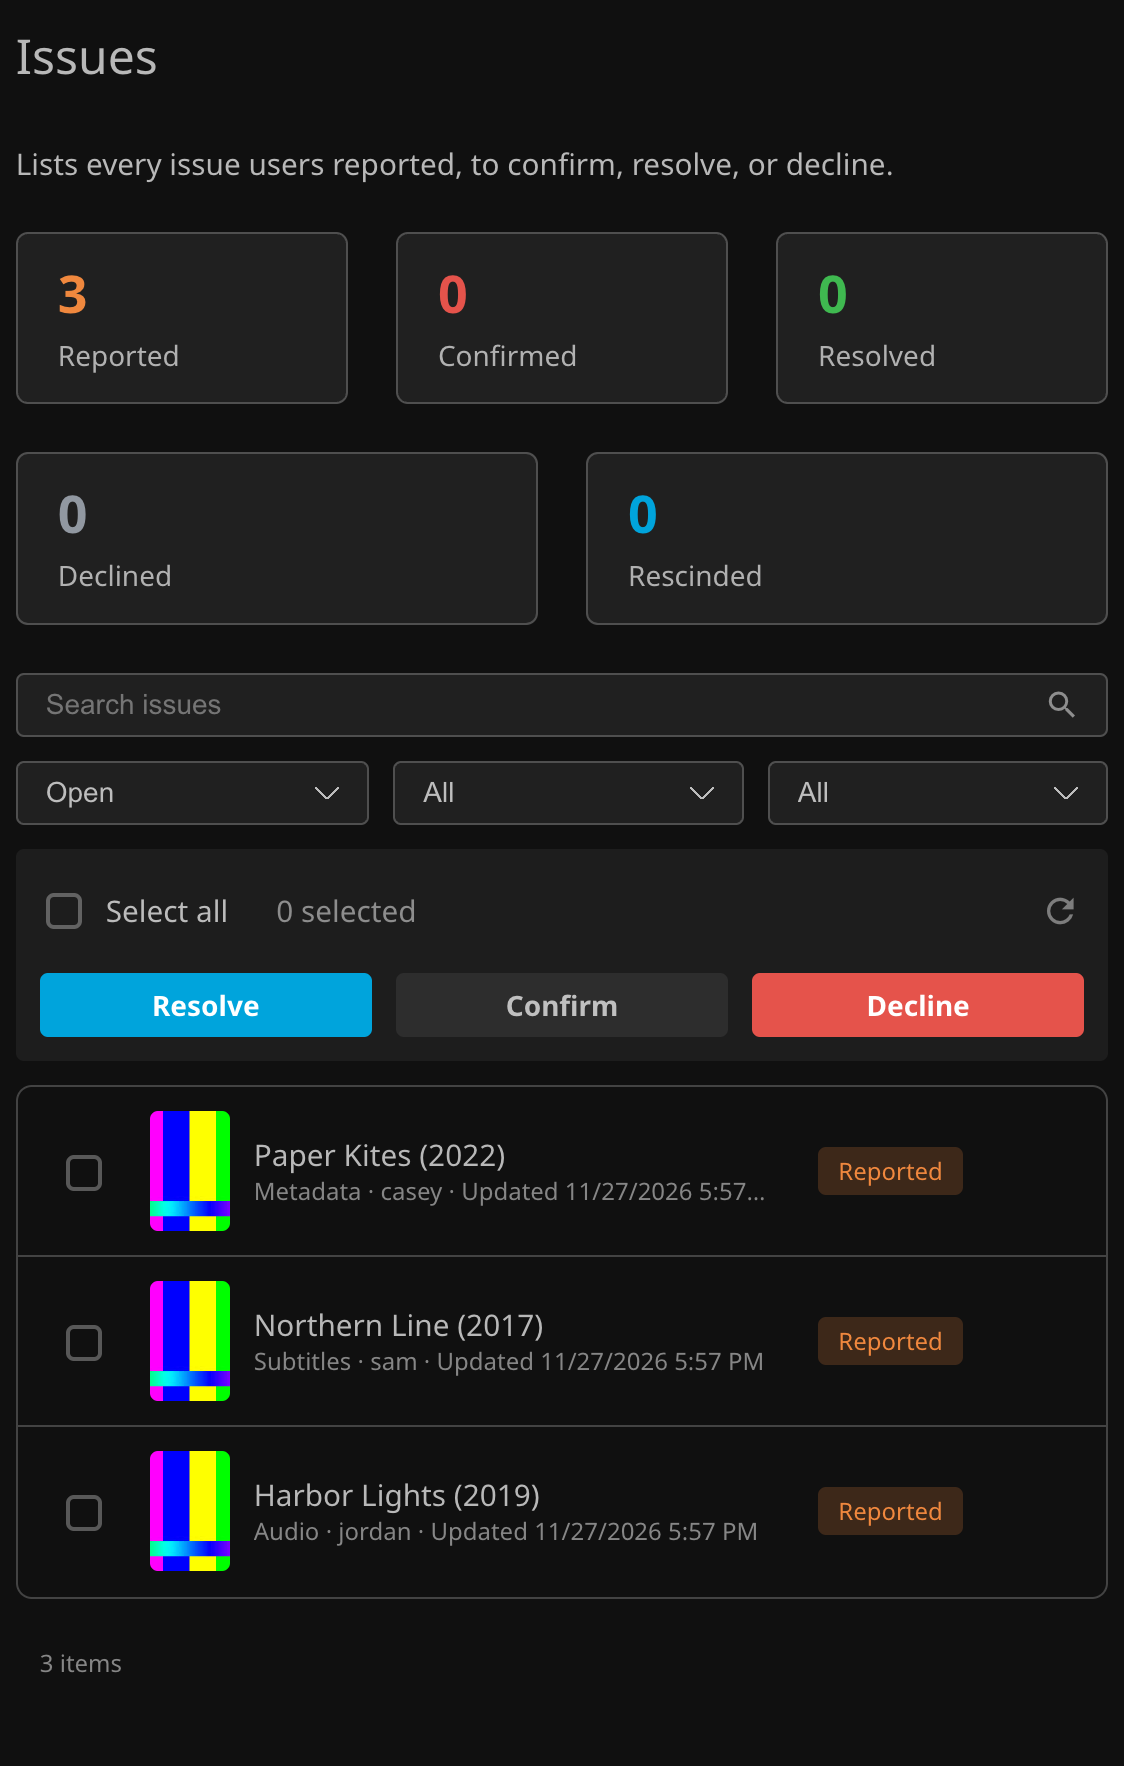 Issues
Lists every issue users reported, to confirm, resolve, or decline.
3
Reported
0
Confirmed
0
Resolved
0
Declined
0
Rescinded
Search issues
Open
All
All
Select all
0 selected
Resolve
Confirm
Decline
Paper Kites (2022)
Metadata · casey · Updated 11/27/2026 5:57...
Reported
Northern Line (2017)
Subtitles · sam · Updated 11/27/2026 5:57 PM
Reported
Harbor Lights (2019)
Audio · jordan · Updated 11/27/2026 5:57 PM
Reported
3 items